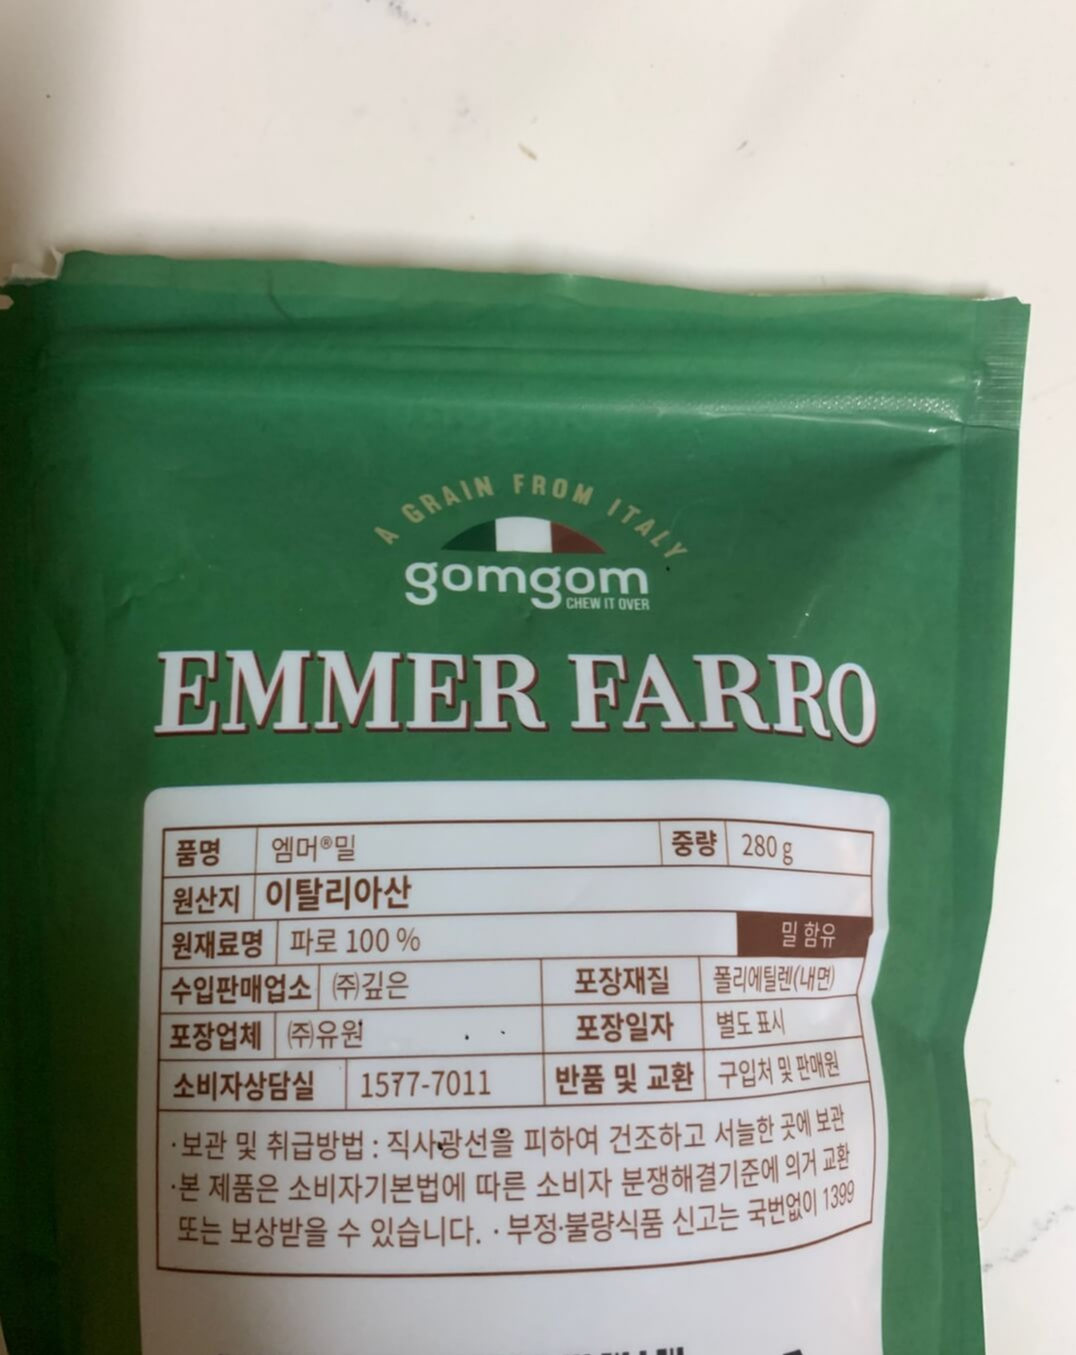 A GRAIN FROM ITALY
gomgom
CHEW IT OVER
EMMER FARRO
품명 엠머®밀 중량 280 g
원산지 이탈리아산
원재료명 파로 100 % 밀 함유
수입판매업소 ㈜깊은 포장재질 폴리에틸렌(내면)
포장업체 ㈜유원 포장일자 별도 표시
소비자상담실 1577-7011 반품 및 교환 구입처 및 판매원
·보관 및 취급방법 : 직사광선을 피하여 건조하고 서늘한 곳에 보관
·본 제품은 소비자기본법에 따른 소비자 분쟁해결기준에 의거 교환
또는 보상받을 수 있습니다. ·부정·불량식품 신고는 국번없이 1399